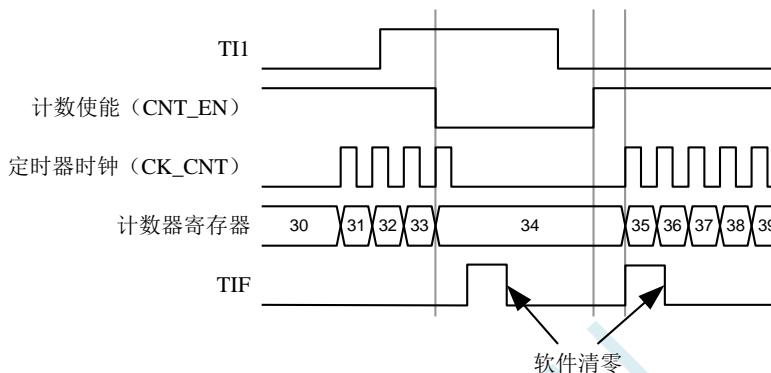 TI1
计数使能（CNT_EN）
定时器时钟（CK_CNT）
计数器寄存器 30 31 32 33 34 35 36 37 38 39
TIF
软件清零